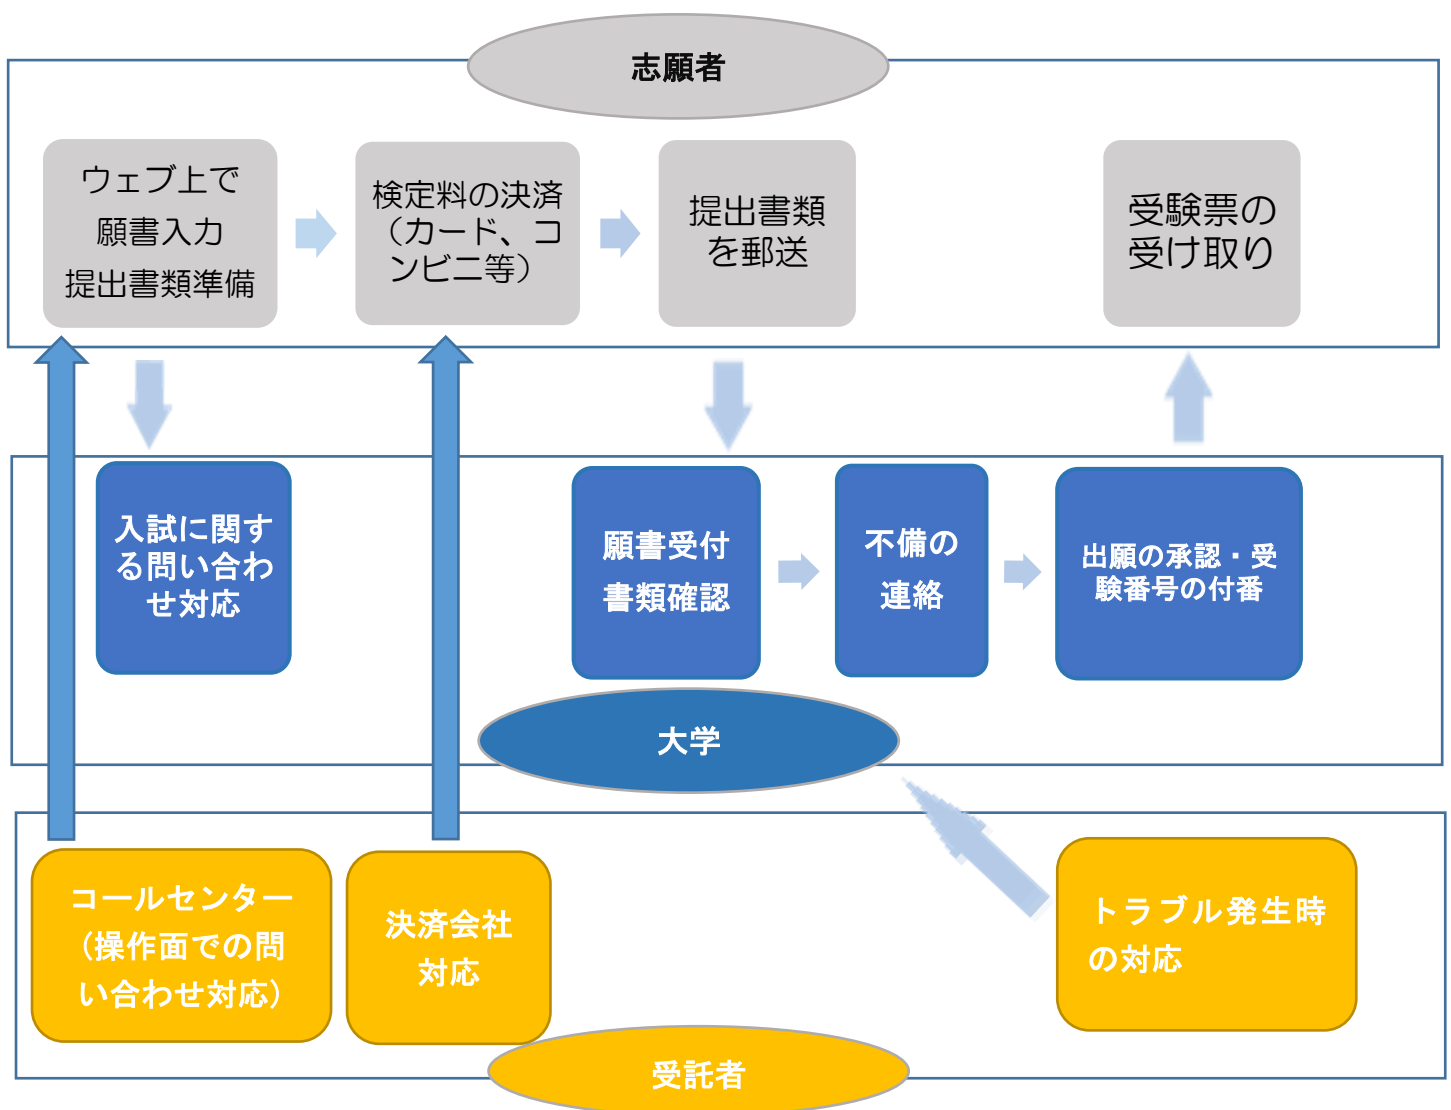 志願者
ウェブ上で
願書入力
提出書類準備
検定料の決済
（カード、コ
ンビニ等）
提出書類
を郵送
受験票の
受け取り
入試に関す
る問い合わ
せ対応
願書受付
書類確認
不備の
連絡
出願の承認・受
験番号の付番
大学
コールセンター
（操作面での問
い合わせ対応）
決済会社
対応
トラブル発生時
の対応
受託者